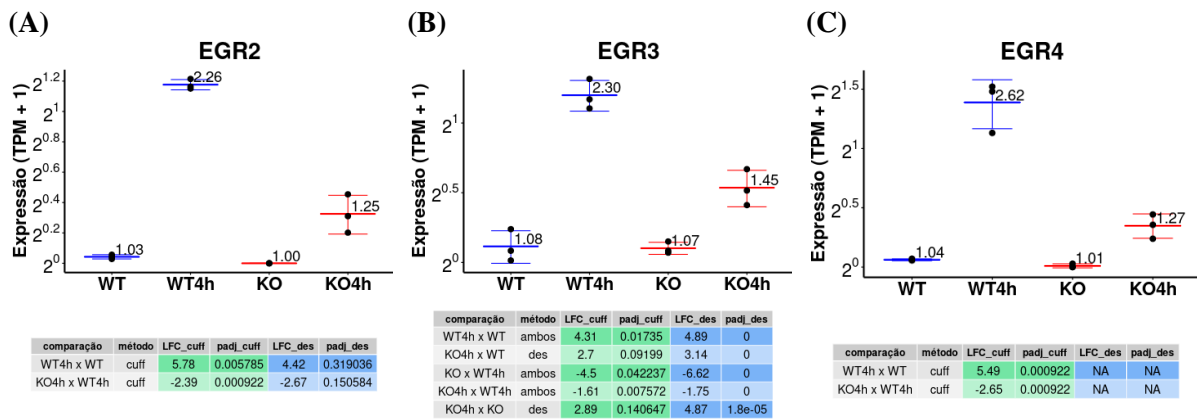 (A)
EGR2
Expressão (TPM + 1)
2^1.2
2^1
2^0.8
2^0.6
2^0.4
2^0.2
2^0
1.03
2.26
1.00
1.25
WT WT4h KO KO4h
comparação método LFC_cuff padj_cuff LFC_des padj_des
WT4h x WT cuff 5.78 0.005785 4.42 0.319036
KO4h x WT4h cuff -2.39 0.000922 -2.67 0.150584
(B)
EGR3
Expressão (TPM + 1)
2^1
2^0.5
2^0
1.08
2.30
1.07
1.45
WT WT4h KO KO4h
comparação método LFC_cuff padj_cuff LFC_des padj_des
WT4h x WT ambos 4.31 0.01735 4.89 0
KO4h x WT des 2.7 0.09199 3.14 0
KO x WT4h ambos -4.5 0.042237 -6.62 0
KO4h x WT4h ambos -1.61 0.007572 -1.75 0
KO4h x KO des 2.89 0.140647 4.87 1.8e-05
(C)
EGR4
Expressão (TPM + 1)
2^1.5
2^1
2^0.5
2^0
1.04
2.62
1.01
1.27
WT WT4h KO KO4h
comparação método LFC_cuff padj_cuff LFC_des padj_des
WT4h x WT cuff 5.49 0.000922 NA NA
KO4h x WT4h cuff -2.65 0.000922 NA NA